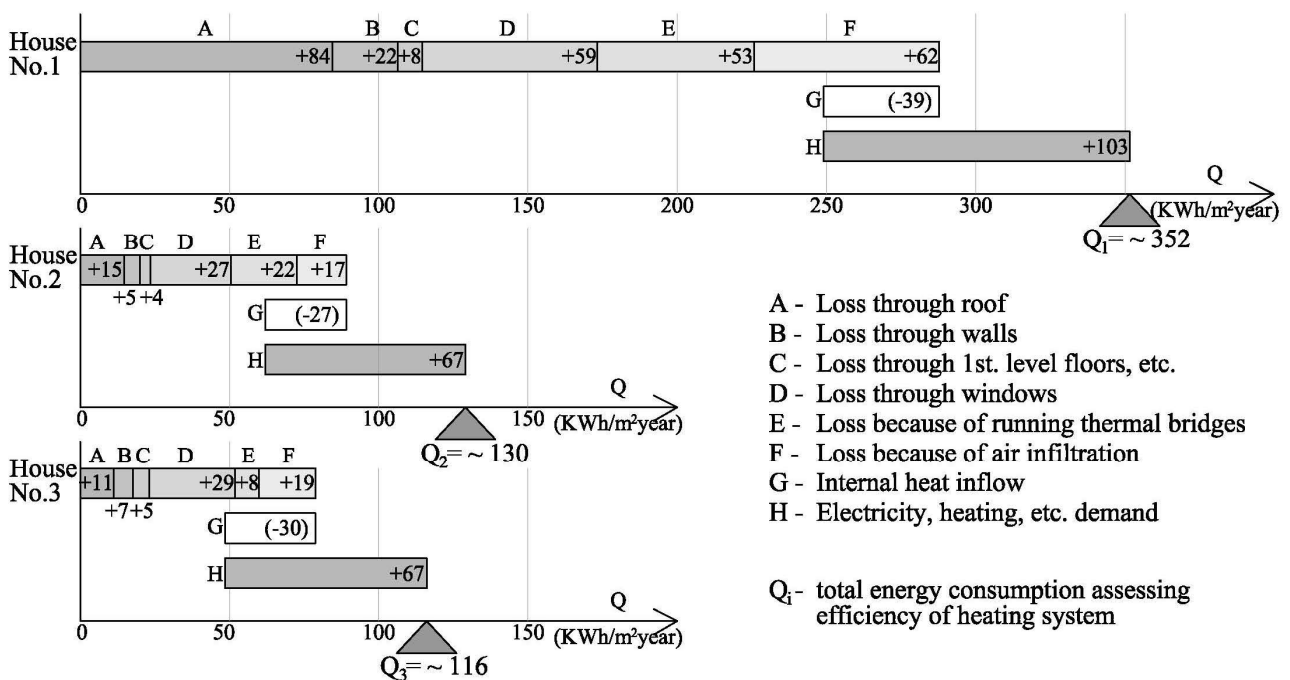 A B C D E F
House
No.1
+84 +22 +8 +59 +53 +62
G (-39)
H +103
Q
0 50 100 150 200 250 300 (KWh/m²year)
Q₁= ~ 352
A B C D E F
House
No.2
+15 +27 +22 +17
+5 +4
G (-27)
H +67
Q
0 50 100 150 (KWh/m²year)
Q₂= ~ 130
A B C D E F
House
No.3
+11 +29 +8 +19
+7 +5
G (-30)
H +67
Q
0 50 100 150 (KWh/m²year)
Q₃= ~ 116
A - Loss through roof
B - Loss through walls
C - Loss through 1st. level floors, etc.
D - Loss through windows
E - Loss because of running thermal bridges
F - Loss because of air infiltration
G - Internal heat inflow
H - Electricity, heating, etc. demand
Qᵢ- total energy consumption assessing
efficiency of heating system